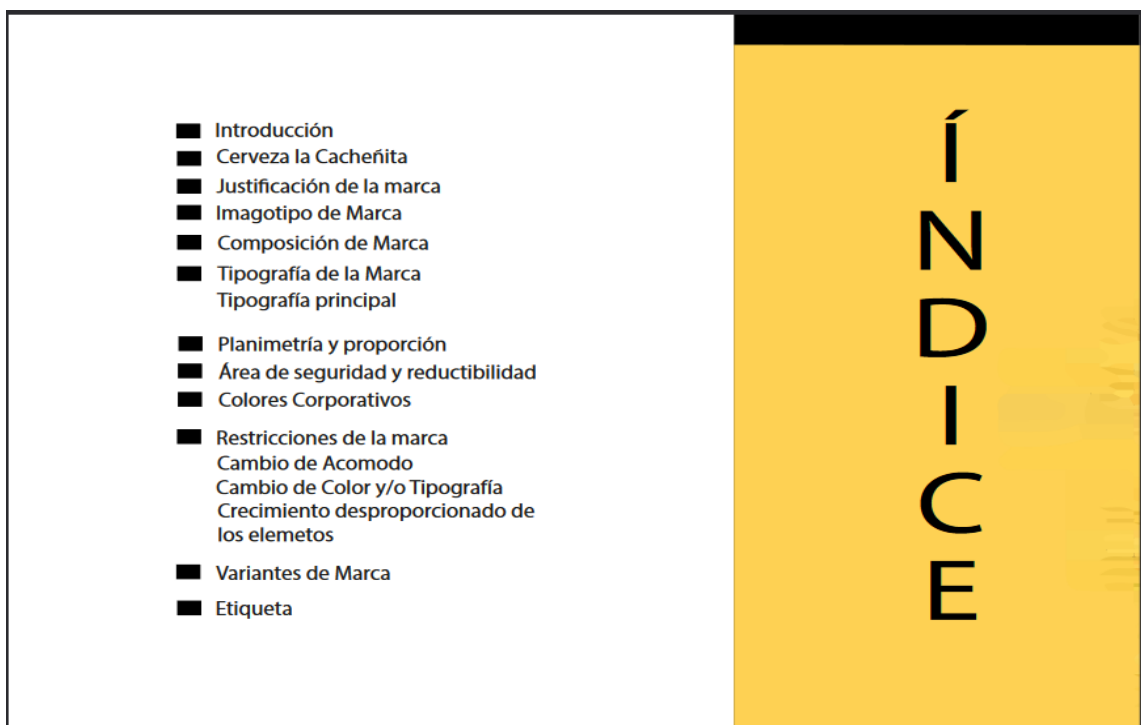 Introducción
Cerveza la Cacheñita
Justificación de la marca
Imagotipo de Marca
Composición de Marca
Tipografía de la Marca
Tipografía principal
Planimetría y proporción
Área de seguridad y reductibilidad
Colores Corporativos
Restricciones de la marca
Cambio de Acomodo
Cambio de Color y/o Tipografía
Crecimiento desproporcionado de
los elemetos
Variantes de Marca
Etiqueta
ÍNDICE